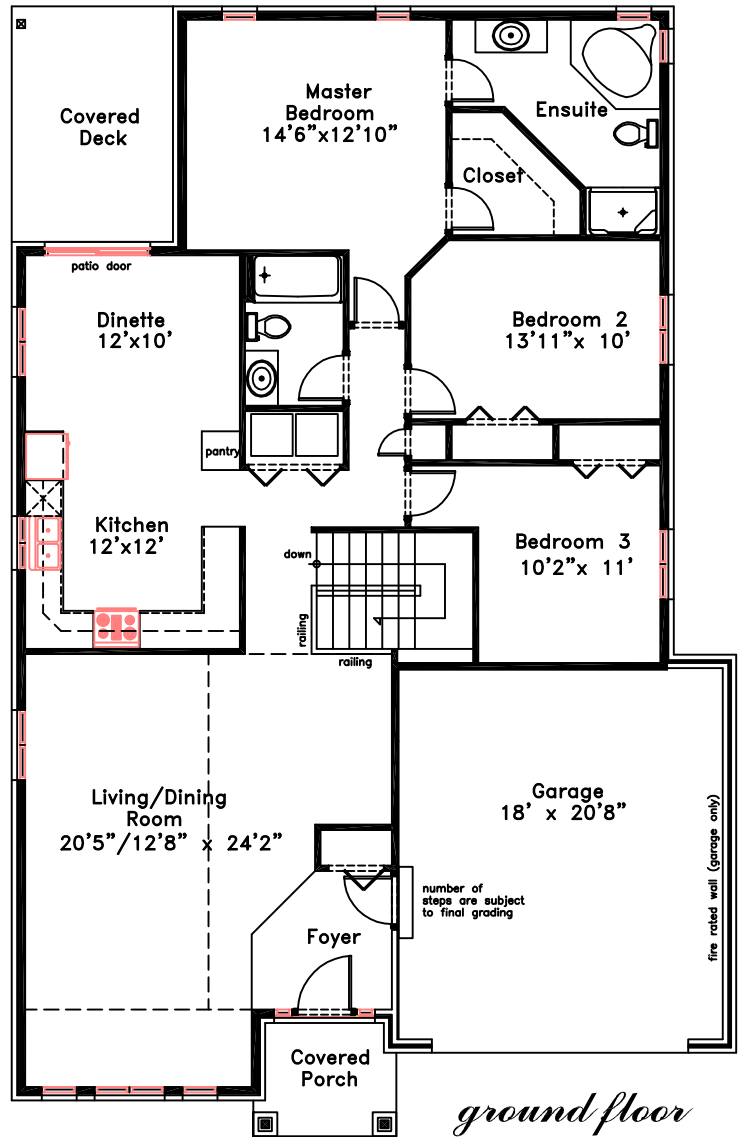 Master
Bedroom
14'6"x12'10"
Covered
Deck
Ensuite
Closet
patio door
Dinette
12'x10'
Bedroom 2
13'11"x 10'
pantry
Kitchen
12'x12'
down
Bedroom 3
10'2"x 11'
railing
railing
Living/Dining
Room
20'5"/12'8" x 24'2"
Garage
18' x 20'8"
fire rated wall (garage only)
number of
steps are subject
to final grading
Foyer
Covered
Porch
ground floor